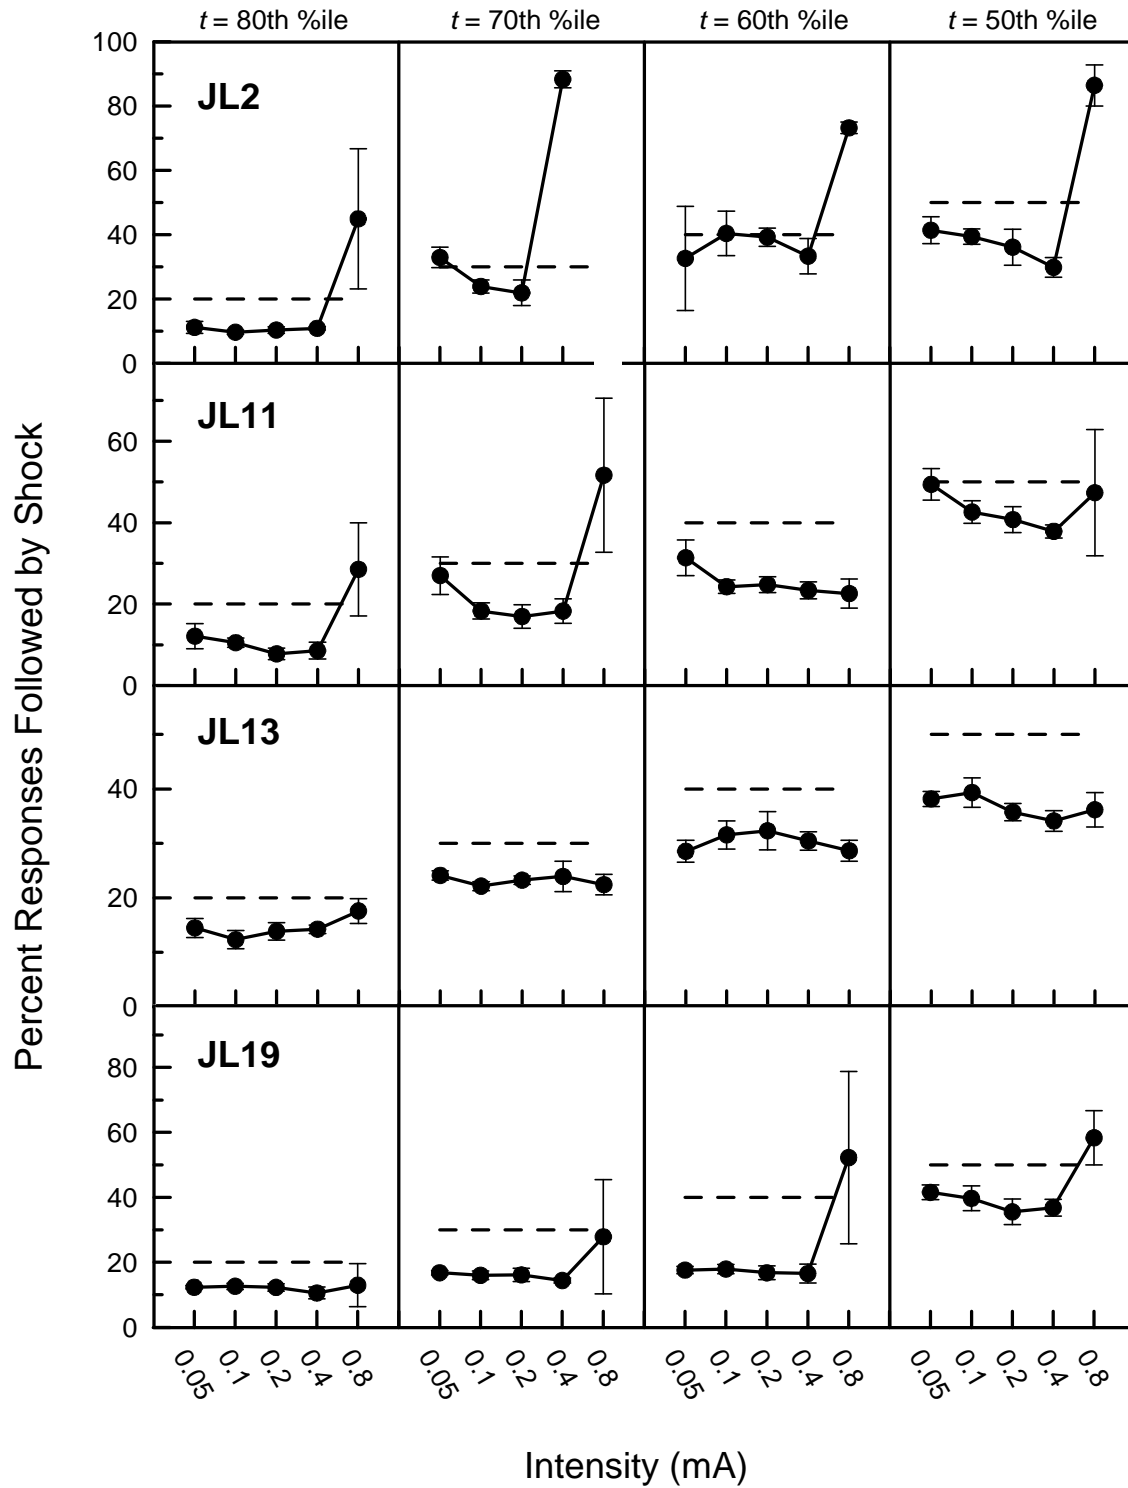 t = 80th %ile t = 70th %ile t = 60th %ile t = 50th %ile
100
JL2
80
60
40
20
0
JL11
60
40
20
0
JL13
40
20
0
JL19
80
60
40
20
0
0.05 0.1 0.2 0.4 0.8 0.05 0.1 0.2 0.4 0.8 0.05 0.1 0.2 0.4 0.8 0.05 0.1 0.2 0.4 0.8
Intensity (mA)
Percent Responses Followed by Shock